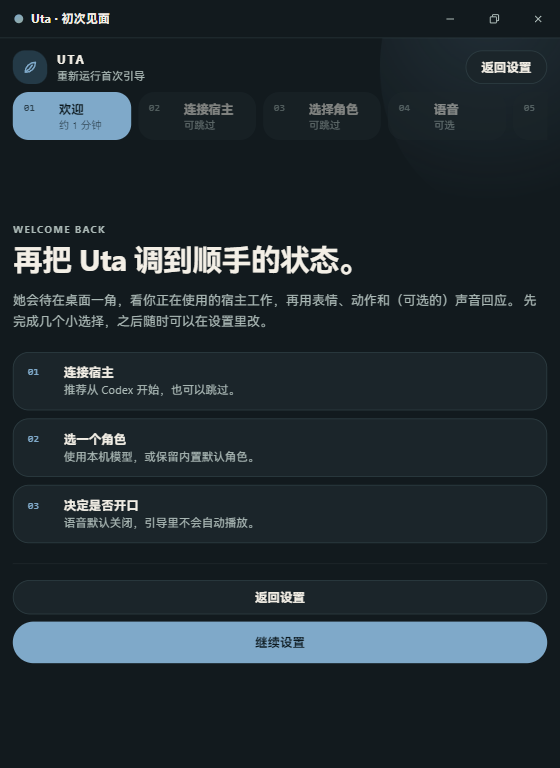 Uta · 初次见面
UTA
重新运行首次引导
返回设置
01 欢迎
约 1 分钟
02 连接宿主
可跳过
03 选择角色
可跳过
04 语音
可选
05
WELCOME BACK
再把 Uta 调到顺手的状态。
她会待在桌面一角，看你正在使用的宿主工作，再用表情、动作和（可选的）声音回应。 先
完成几个小选择，之后随时可以在设置里改。
01 连接宿主
推荐从 Codex 开始，也可以跳过。
02 选一个角色
使用本机模型，或保留内置默认角色。
03 决定是否开口
语音默认关闭，引导里不会自动播放。
返回设置
继续设置